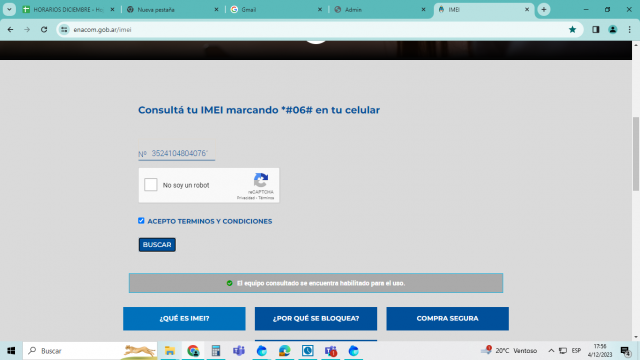 HORARIOS DICIEMBRE - Ho
Nueva pestaña
Gmail
Admin
IMEI
enacom.gob.ar/imei
Consultá tu IMEI marcando *#06# en tu celular
Nº 3524104804076
No soy un robot
reCAPTCHA
Privacidad - Términos
ACEPTO TERMINOS Y CONDICIONES
BUSCAR
El equipo consultado se encuentra habilitado para el uso.
¿QUÉ ES IMEI?
¿POR QUÉ SE BLOQUEA?
COMPRA SEGURA
Buscar
20°C Ventoso
ESP
17:56
4/12/2023